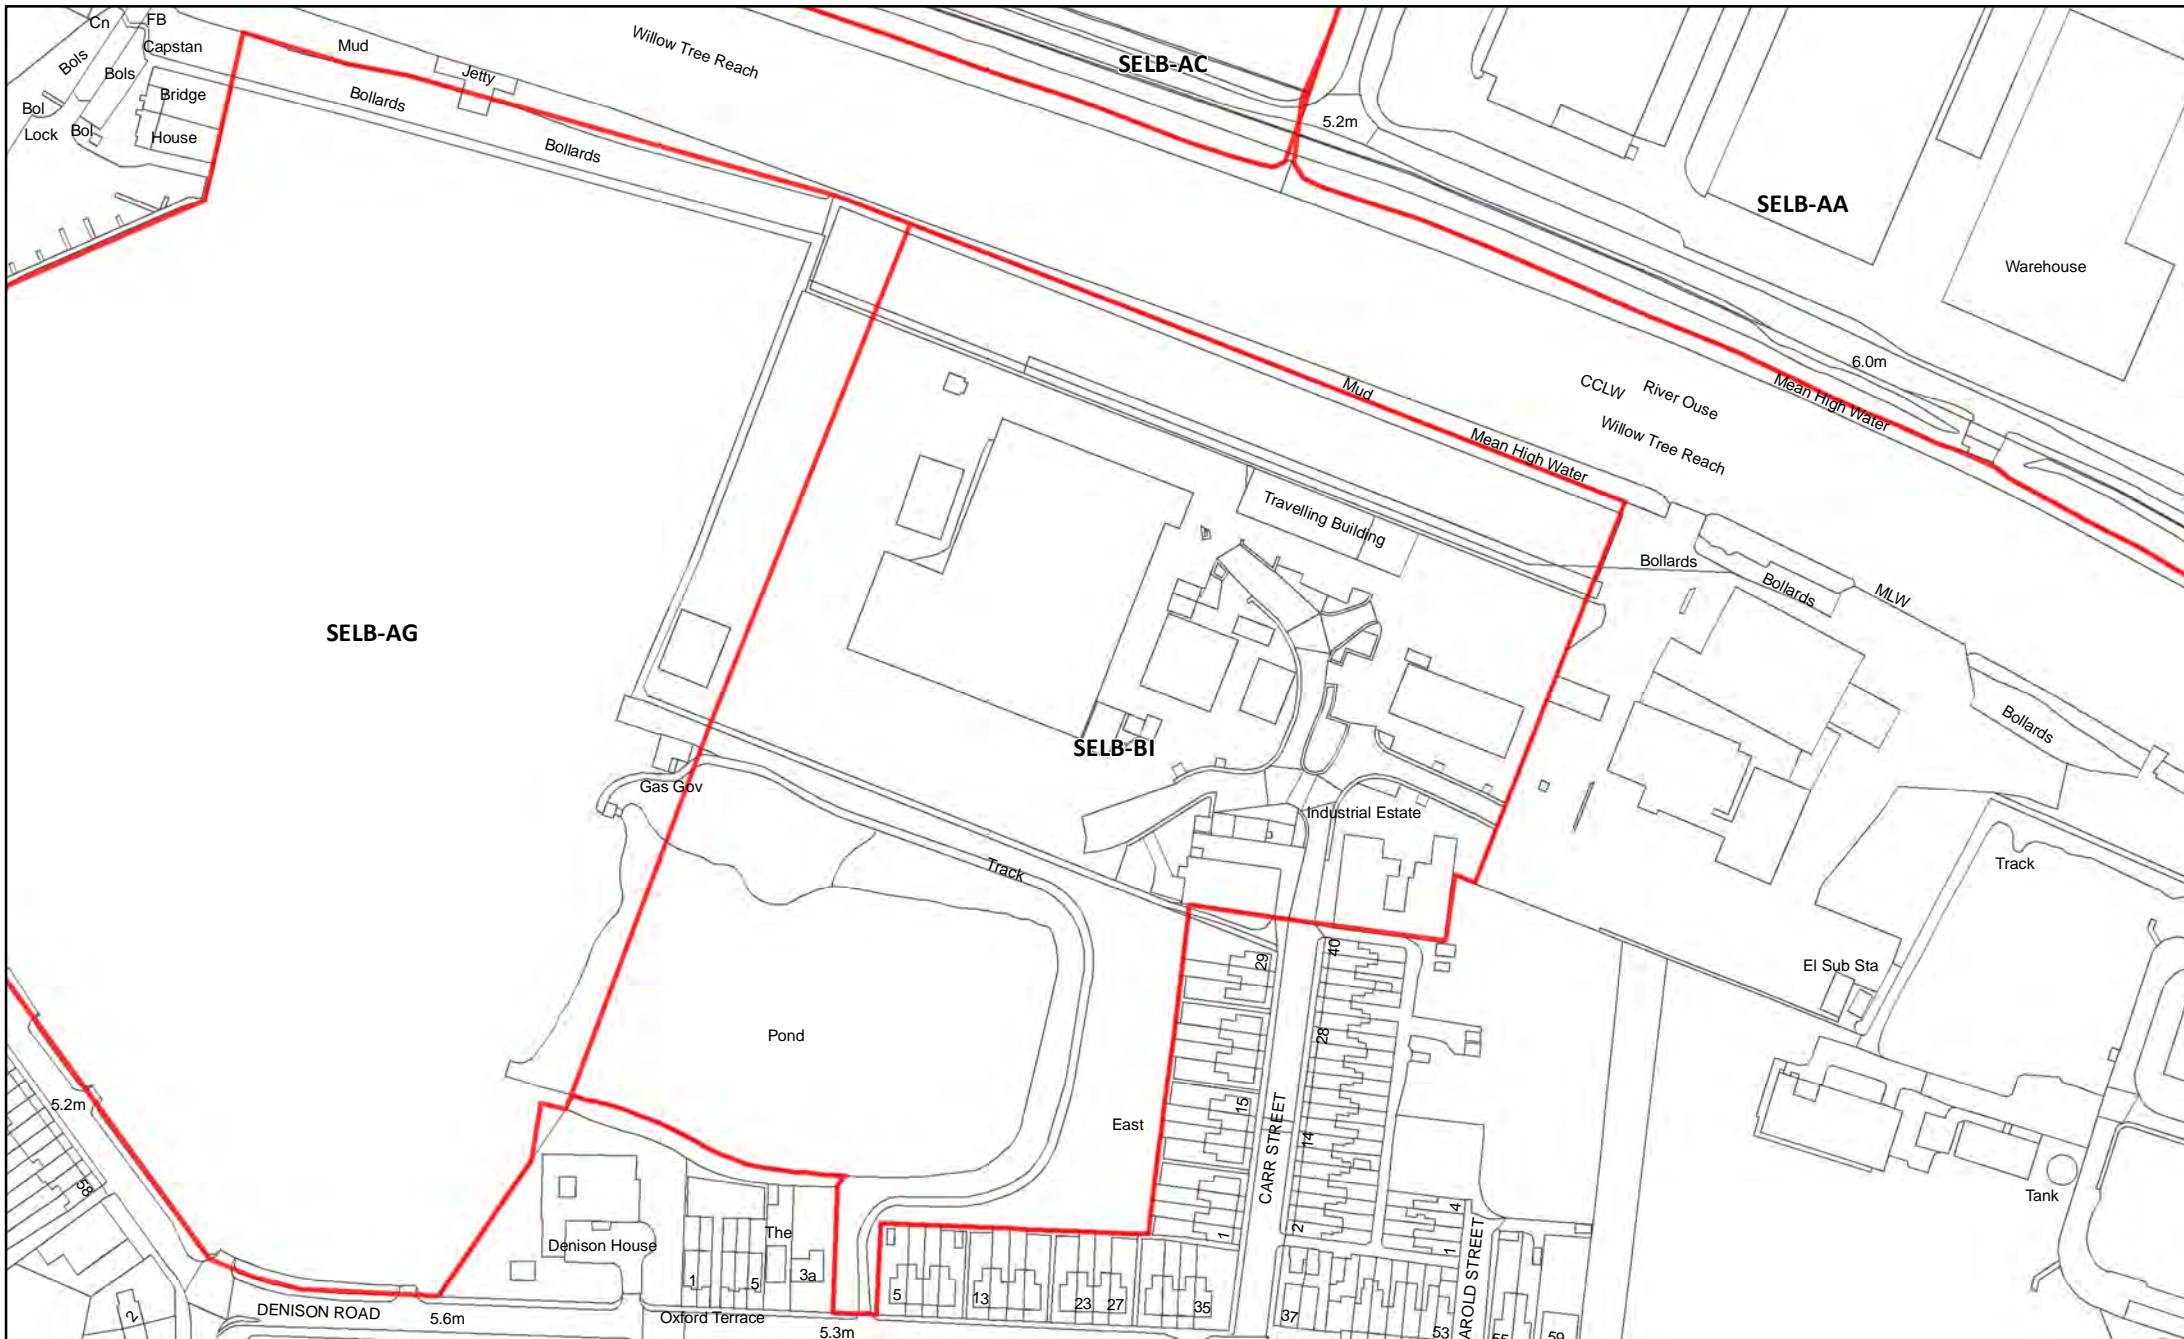 Cn
FB
Capstan
Bols
Bols
Bridge
Bol
Lock
Bol
House
Mud
Jetty
Bollards
Bollards
Willow Tree Reach
SELB-AC
5.2m
SELB-AA
Warehouse
6.0m
Mean High Water
River Ouse
CCLW
Willow Tree Reach
Mud
Mean High Water
Travelling Building
Bollards
Bollards
MLW
Bollards
SELB-AG
SELB-BI
Gas Gov
Industrial Estate
Track
Track
El Sub Sta
Pond
East
29
40
28
15
14
CARR STREET
1
2
4
1
AROLD STREET
Tank
5.2m
58
Denison House
The
1
5
3a
5
13
23
27
35
37
53
55
59
2
DENISON ROAD
5.6m
Oxford Terrace
5.3m